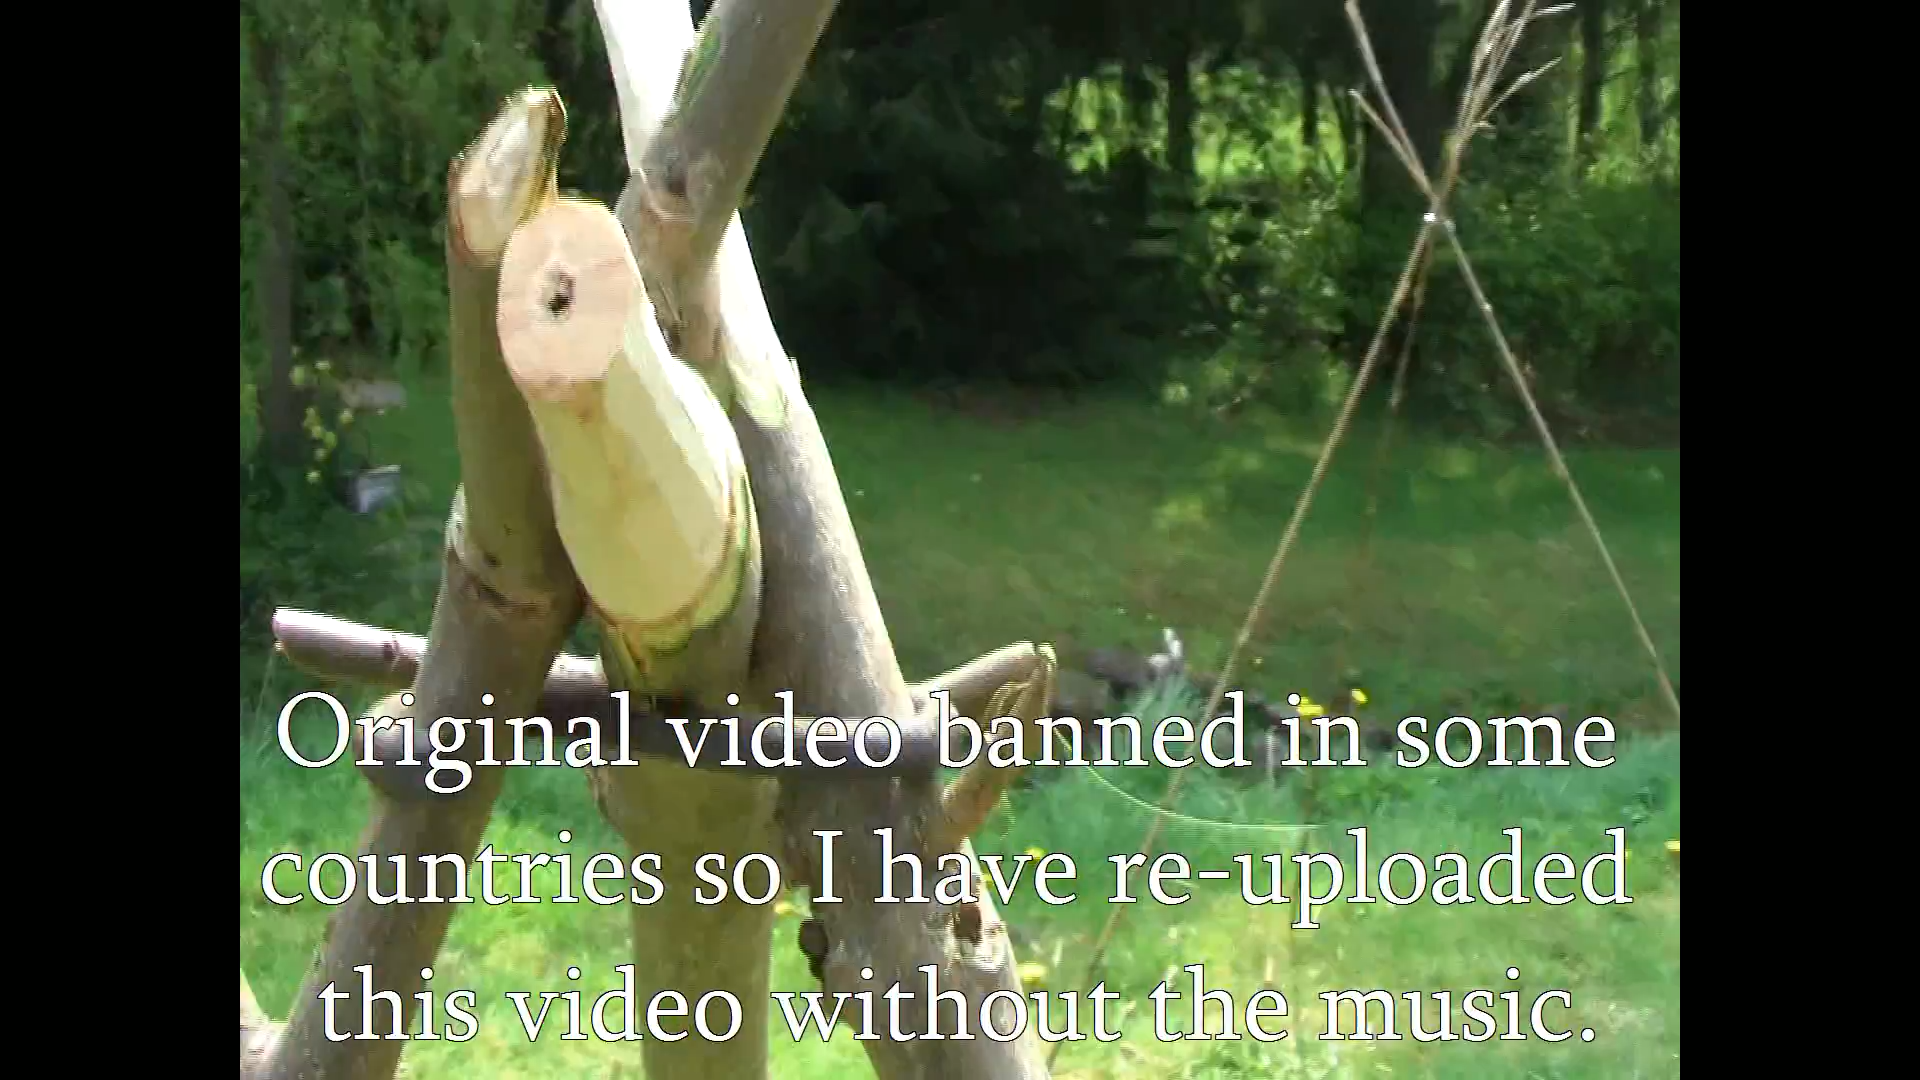 Original video banned in some
countries so I have re-uploaded
this video without the music.